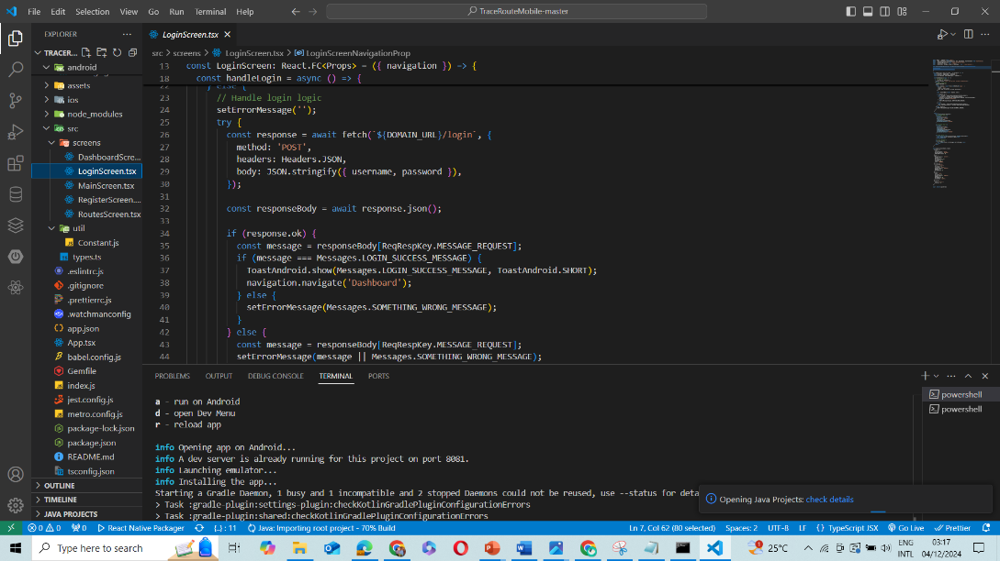 File Edit Selection View Go Run Terminal Help
TraceRouteMobile-master
EXPLORER
TRACER...
android
assets
ios
node_modules
src
screens
DashboardScre...
LoginScreen.tsx
MainScreen.tsx
RegisterScreen....
RoutesScreen.tsx
util
Constant.js
types.ts
.eslintrc.js
.gitignore
.prettierrc.js
.watchmanconfig
app.json
App.tsx
babel.config.js
Gemfile
index.js
jest.config.js
metro.config.js
package-lock.json
package.json
README.md
tsconfig.json
OUTLINE
TIMELINE
JAVA PROJECTS
LoginScreen.tsx
src > screens > LoginScreen.tsx > LoginScreenNavigationProp
13 const LoginScreen: React.FC<Props> = ({ navigation }) => {
18 const handleLogin = async () => {
22 } else {
23 // Handle login logic
24 setErrorMessage('');
25 try {
26 const response = await fetch(`${DOMAIN_URL}/login`, {
27 method: 'POST',
28 headers: Headers.JSON,
29 body: JSON.stringify({ username, password }),
30 });
31
32 const responseBody = await response.json();
33
34 if (response.ok) {
35 const message = responseBody[ReqRespKey.MESSAGE_REQUEST];
36 if (message === Messages.LOGIN_SUCCESS_MESSAGE) {
37 ToastAndroid.show(Messages.LOGIN_SUCCESS_MESSAGE, ToastAndroid.SHORT);
38 navigation.navigate('Dashboard');
39 } else {
40 setErrorMessage(Messages.SOMETHING_WRONG_MESSAGE);
41 }
42 } else {
43 const message = responseBody[ReqRespKey.MESSAGE_REQUEST];
44 setErrorMessage(message || Messages.SOMETHING_WRONG_MESSAGE);
PROBLEMS OUTPUT DEBUG CONSOLE TERMINAL PORTS
a - run on Android
d - open Dev Menu
r - reload app
info Opening app on Android...
info A dev server is already running for this project on port 8081.
info Launching emulator...
info Installing the app...
Starting a Gradle Daemon, 1 busy and 1 incompatible and 2 stopped Daemons could not be reused, use --status for deta
> Task :gradle-plugin:settings-plugin:checkKotlinGradlePluginConfigurationErrors
> Task :gradle-plugin:shared:checkKotlinGradlePluginConfigurationErrors
powershell
powershell
Opening Java Projects: check details
0 0 0 React Native Packager {..} : 11 Java: Importing root project - 70% Build
Ln 7, Col 62 (80 selected) Spaces: 2 UTF-8 LF {} TypeScript JSX Go Live Prettier
Type here to search
25°C
ENG
INTL
03:17
04/12/2024